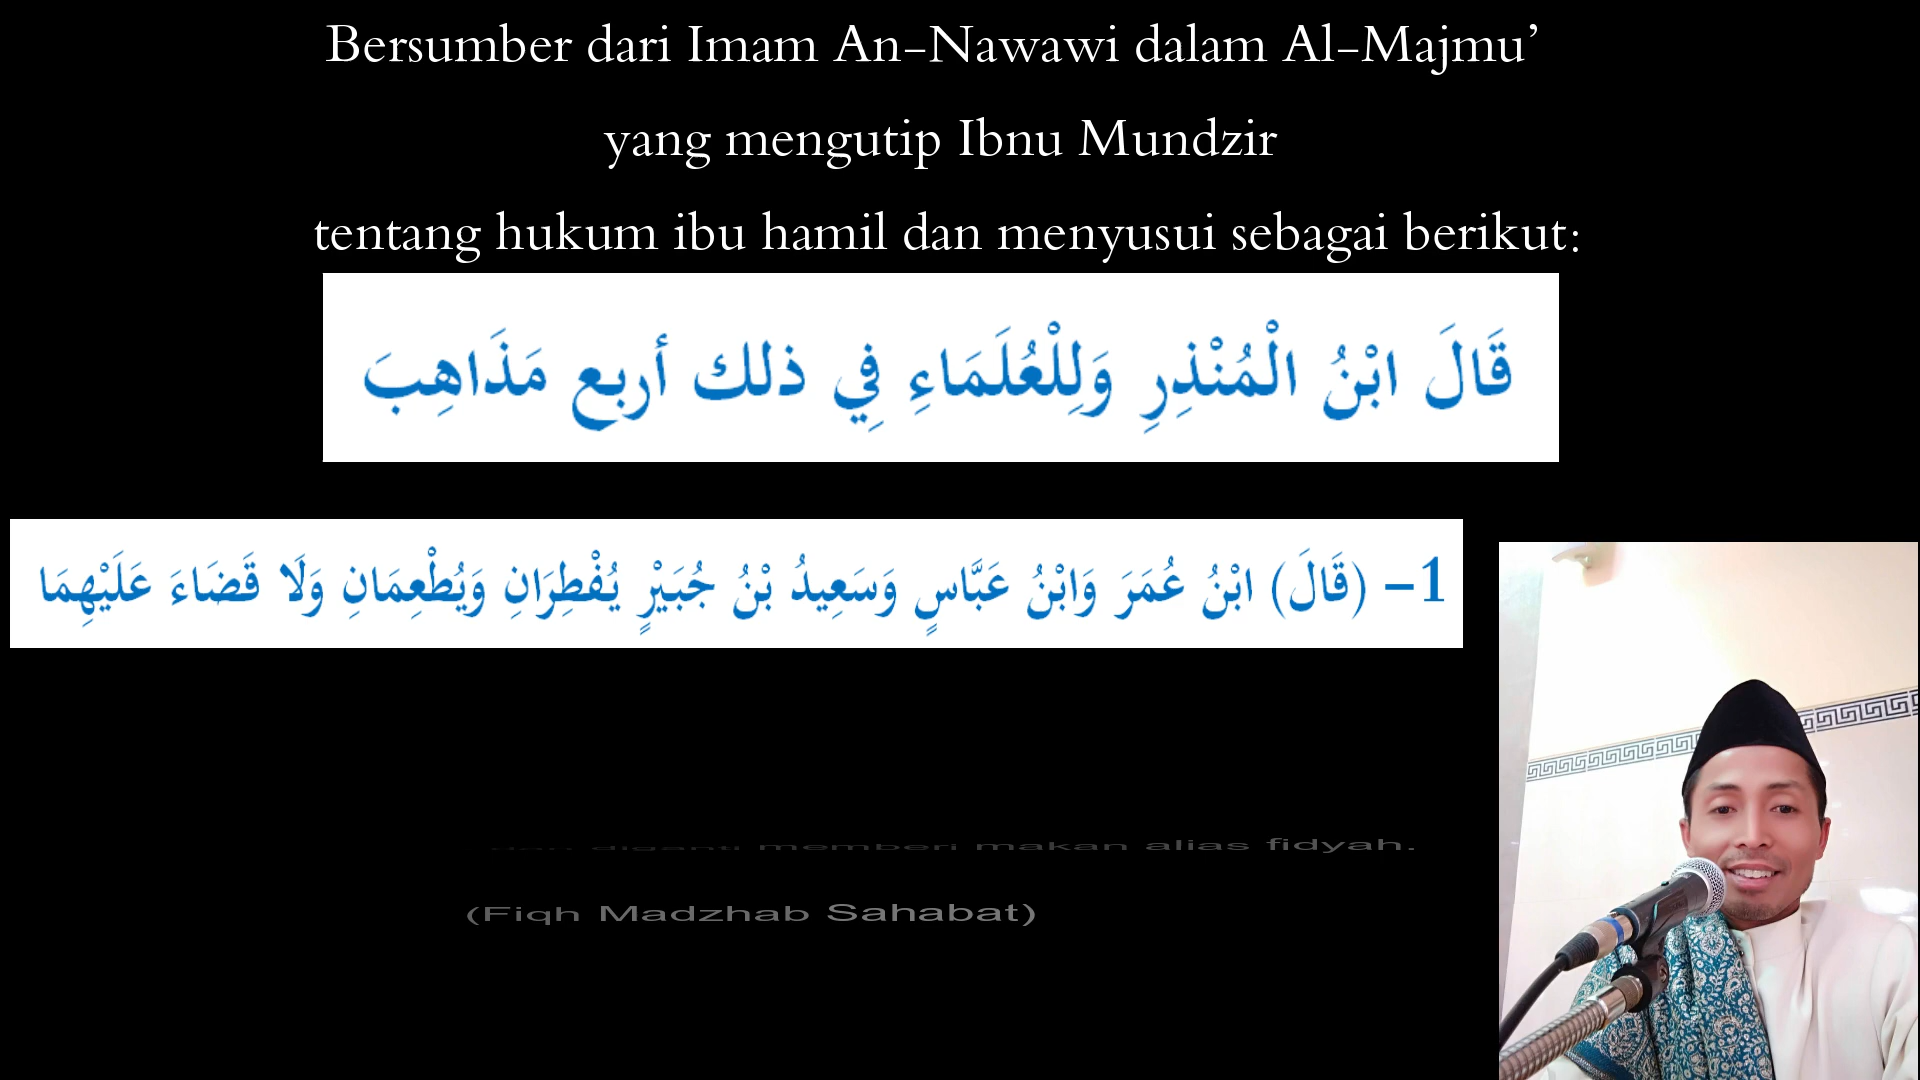 Bersumber dari Imam An-Nawawi dalam Al-Majmu’
yang mengutip Ibnu Mundzir
tentang hukum ibu hamil dan menyusui sebagai berikut:
قَالَ ابْنُ الْمُنْذِرِ وَلِلْعُلَمَاءِ فِي ذلك أربع مَذَاهِبَ
1- (قَالَ) ابْنُ عُمَرَ وَابْنُ عَبَّاسٍ وَسَعِيدُ بْنُ جُبَيْرٍ يُفْطِرَانِ وَيُطْعِمَانِ وَلَا قَضَاءَ عَلَيْهِمَا
diganti memberi makan alias fidyah.
(Fiqh Madzhab Sahabat)